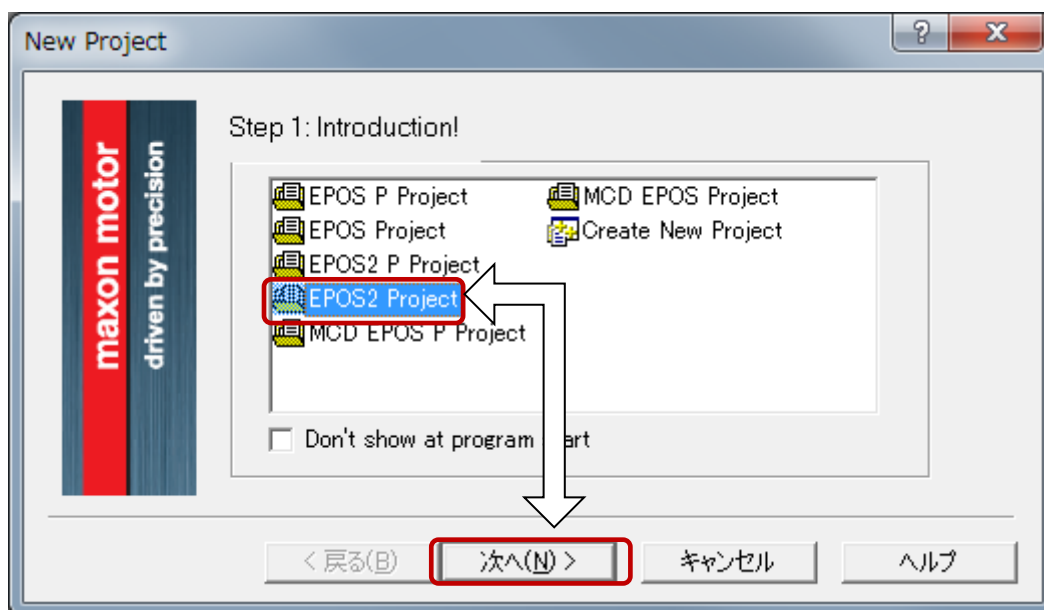 New Project
maxon motor
driven by precision
Step 1: Introduction!
EPOS P Project
EPOS Project
EPOS2 P Project
EPOS2 Project
MCD EPOS P Project
MCD EPOS Project
Create New Project
Don't show at program art
< 戻る(B)
次へ(N) >
キャンセル
ヘルプ